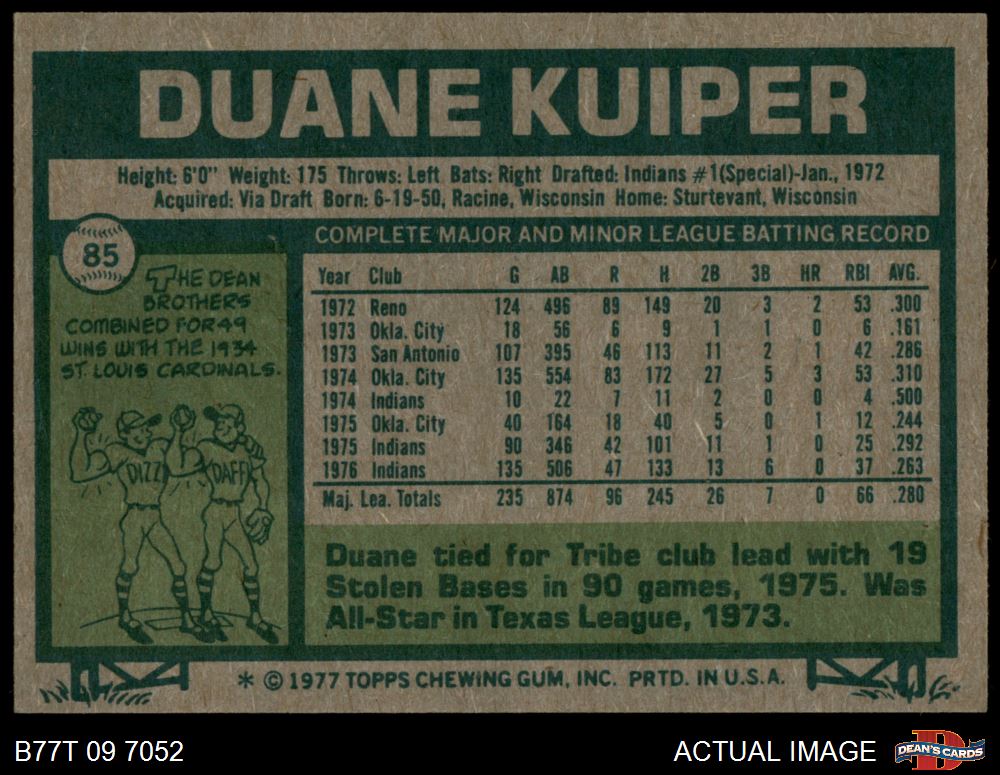 DUANE KUIPER
Height: 6'0" Weight: 175 Throws: Left Bats: Right Drafted: Indians #1(Special)-Jan., 1972
Acquired: Via Draft Born: 6-19-50, Racine, Wisconsin Home: Sturtevant, Wisconsin
85
THE DEAN
BROTHERS
COMBINED FOR 49
WINS WITH THE 1934
ST. LOUIS CARDINALS.
DIZZ
DAFF
COMPLETE MAJOR AND MINOR LEAGUE BATTING RECORD
Year Club G AB R H 2B 3B HR RBI AVG.
1972 Reno 124 496 89 149 20 3 2 53 .300
1973 Okla. City 18 56 6 9 1 1 0 6 .161
1973 San Antonio 107 395 46 113 11 2 1 42 .286
1974 Okla. City 135 554 83 172 27 5 3 53 .310
1974 Indians 10 22 7 11 2 0 0 4 .500
1975 Okla. City 40 164 18 40 5 0 1 12 .244
1975 Indians 90 346 42 101 11 1 0 25 .292
1976 Indians 135 506 47 133 13 6 0 37 .263
Maj. Lea. Totals 235 874 96 245 26 7 0 66 .280
Duane tied for Tribe club lead with 19
Stolen Bases in 90 games, 1975. Was
All-Star in Texas League, 1973.
* © 1977 TOPPS CHEWING GUM, INC. PRTD. IN U.S.A.
B77T 09 7052
ACTUAL IMAGE
D
DEAN'S CARDS